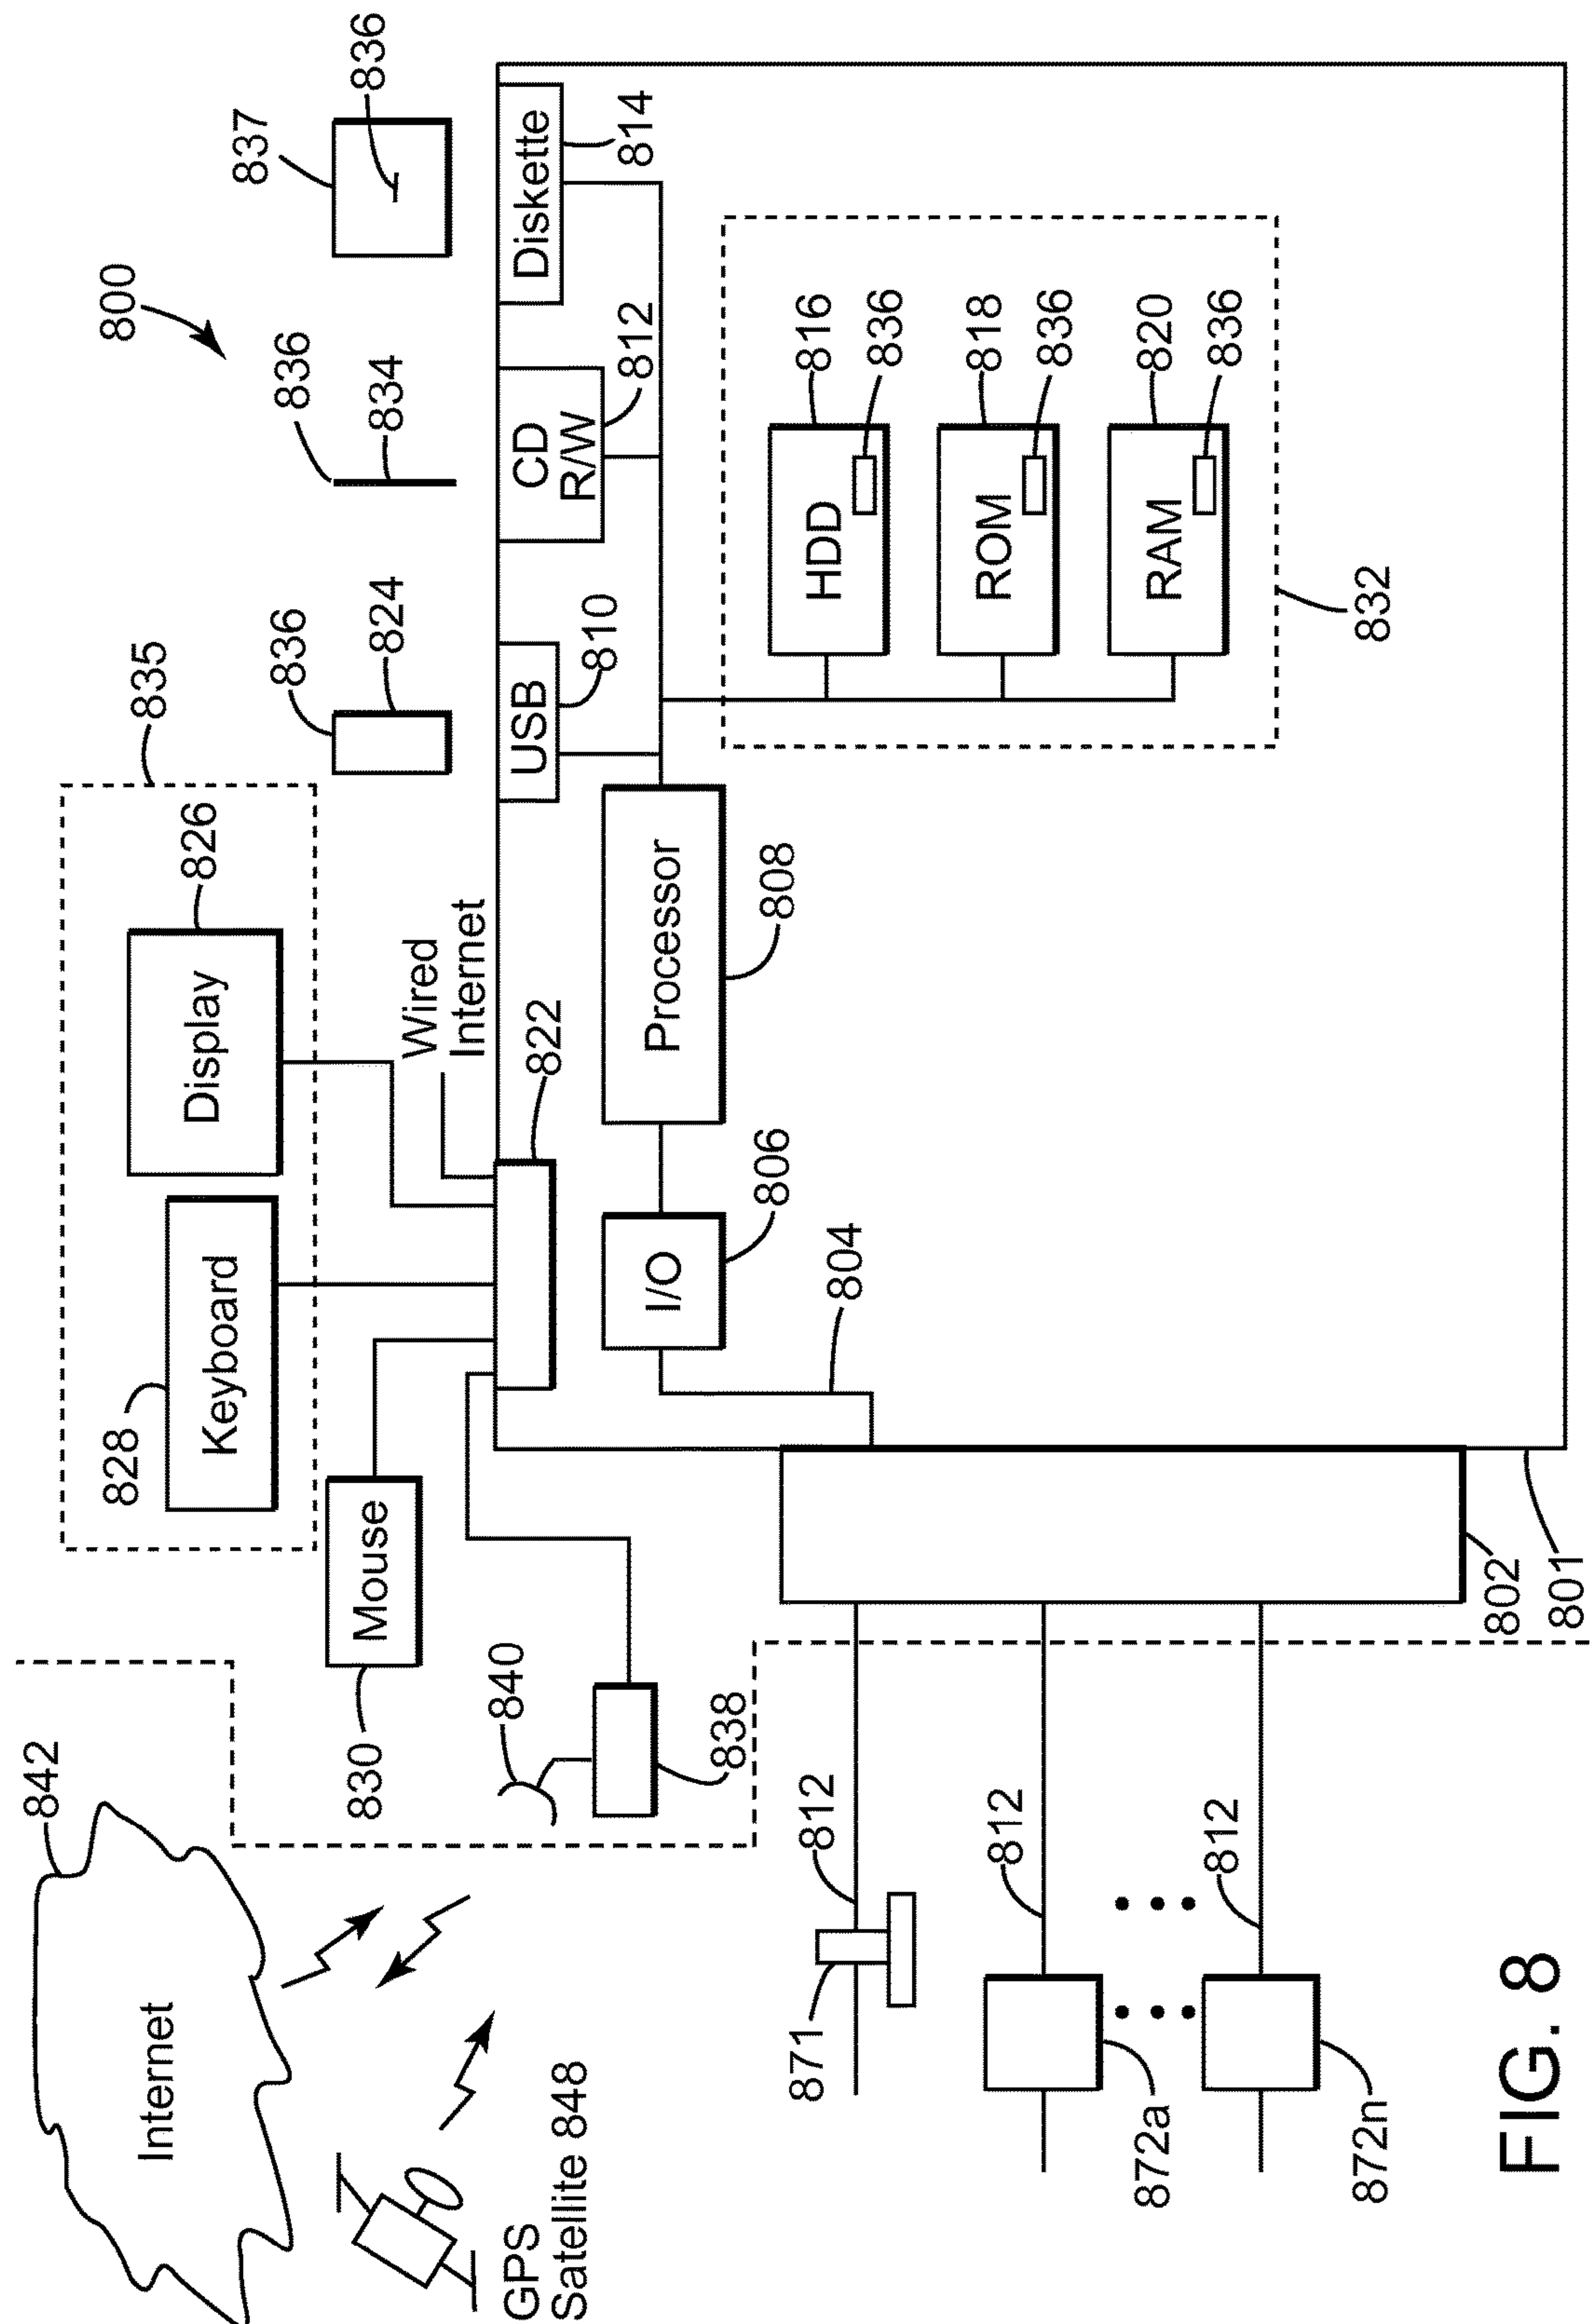 842
Internet
GPS
Satellite 848
830
Mouse
828
Keyboard
Display
826
835
Wired
Internet
822
840
838
836
824
836
834
800
837
836
USB
810
CD
R/W
812
Diskette
814
I/O
806
Processor
808
804
HDD
816
836
ROM
818
836
RAM
820
836
832
871
812
872a
812
872n
812
802
801
FIG. 8